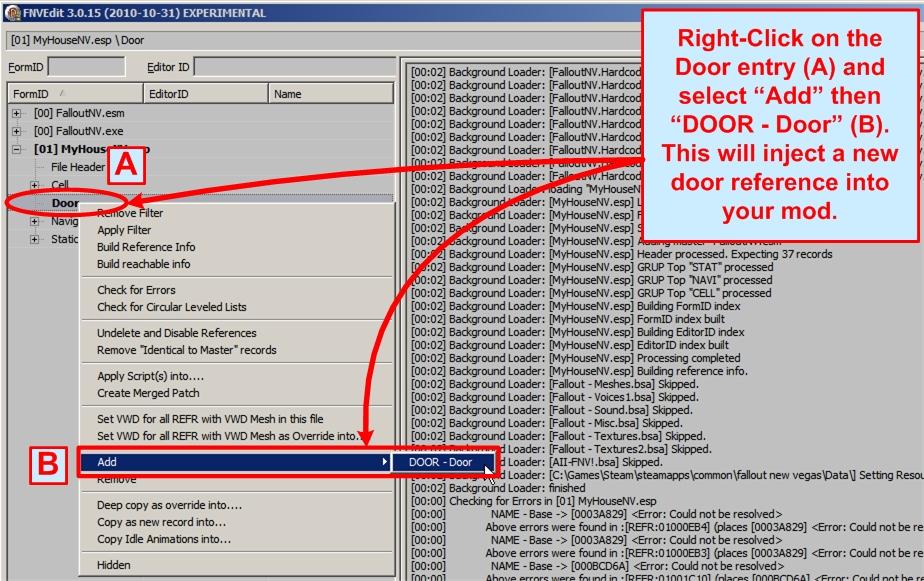 FNVEdit 3.0.15 (2010-10-31) EXPERIMENTAL
[01] MyHouseNV.esp \ Door
FormID
Editor ID
FormID
EditorID
Name
[00] FalloutNV.esm
[00] FalloutNV.exe
[01]
File Header
Cell
Door
Navig
Static
A
Remove Filter
Apply Filter
Build Reference Info
Build reachable info
Check for Errors
Check for Circular Leveled Lists
Undelete and Disable References
Remove "Identical to Master" records
Apply Script(s) into....
Create Merged Patch
Set VWD for all REFR with VWD Mesh in this file
Set VWD for all REFR with VWD Mesh as Override into..
B
Add
DOOR - Door
Remove
Deep copy as override into....
Copy as new record into...
Copy Idle Animations into...
Hidden
Right-Click on the
Door entry (A) and
select “Add” then
“DOOR - Door” (B).
This will inject a new
door reference into
your mod.
[00:02] Background Loader: [FalloutNV.Hardcod
[00:02] Background Loader: [FalloutNV.Hardcod
[00:02] Background Loader: [FalloutNV.Hardcod
[00:02] Background Loader: [FalloutNV.Hardcod
[00:02] Background Loader: [FalloutNV.Hardcod
[00:02] Background Loader: [FalloutNV.Hardcod
[00:02] Background Loader: [FalloutNV.Hardcod
[00:02] Background Loader:
[00:02] Background Loader: [FalloutNV.Hardcod
[00:02] Background loading "MyHouseN
[00:02] Background Loader: [MyHouseNV.esp] L
[00:02] Background Loader: [MyHouseNV.esp] F
[00:02] Background Loader: [MyHouseNV.esp] S
[00:02] Background Loader: [MyHouseNV.esp] Adding master
[00:02] Background Loader: [MyHouseNV.esp] Header processed. Expecting 37 records
[00:02] Background Loader: [MyHouseNV.esp] GRUP Top "STAT" processed
[00:02] Background Loader: [MyHouseNV.esp] GRUP Top "NAVI" processed
[00:02] Background Loader: [MyHouseNV.esp] GRUP Top "CELL" processed
[00:02] Background Loader: [MyHouseNV.esp] Building FormID index
[00:02] Background Loader: [MyHouseNV.esp] FormID index built
[00:02] Background Loader: [MyHouseNV.esp] Building EditorID index
[00:02] Background Loader: [MyHouseNV.esp] EditorID index built
[00:02] Background Loader: [MyHouseNV.esp] Processing completed
[00:02] Background Loader: [MyHouseNV.esp] Building reference info.
[00:02] Background Loader: [Fallout - Meshes.bsa] Skipped.
[00:02] Background Loader: [Fallout - Voices1.bsa] Skipped.
[00:02] Background Loader: [Fallout - Sound.bsa] Skipped.
[00:02] Background Loader: [Fallout - Misc.bsa] Skipped.
[00:02] Background Loader: [Fallout - Textures.bsa] Skipped.
[00:02] Background Loader: [Fallout - Textures2.bsa] Skipped.
Loader: [AII-FNV!.bsa] Skipped.
Loader: [C:\Games\Steam\steamapps\common\fallout new vegas\Data\] Setting Resou
[00:02] Background Loader: finished
[00:00] Checking for Errors in [01] MyHouseNV.esp
[00:00] NAME - Base -> [0003A829] <Error: Could not be resolved>
[00:00] Above errors were found in :[REFR:01000EB4] (places [0003A829] <Error: Could not be re
[00:00] NAME - Base -> [0003A829] <Error: Could not be resolved>
[00:00] Above errors were found in :[REFR:01000EB3] (places [0003A829] <Error: Could not be re
[00:00] NAME - Base -> [000BCD6A] <Error: Could not be resolved>
[00:00] Above errors were found in :[REFR:01001C10] (places [000BCD6A] <Error: Could not be re